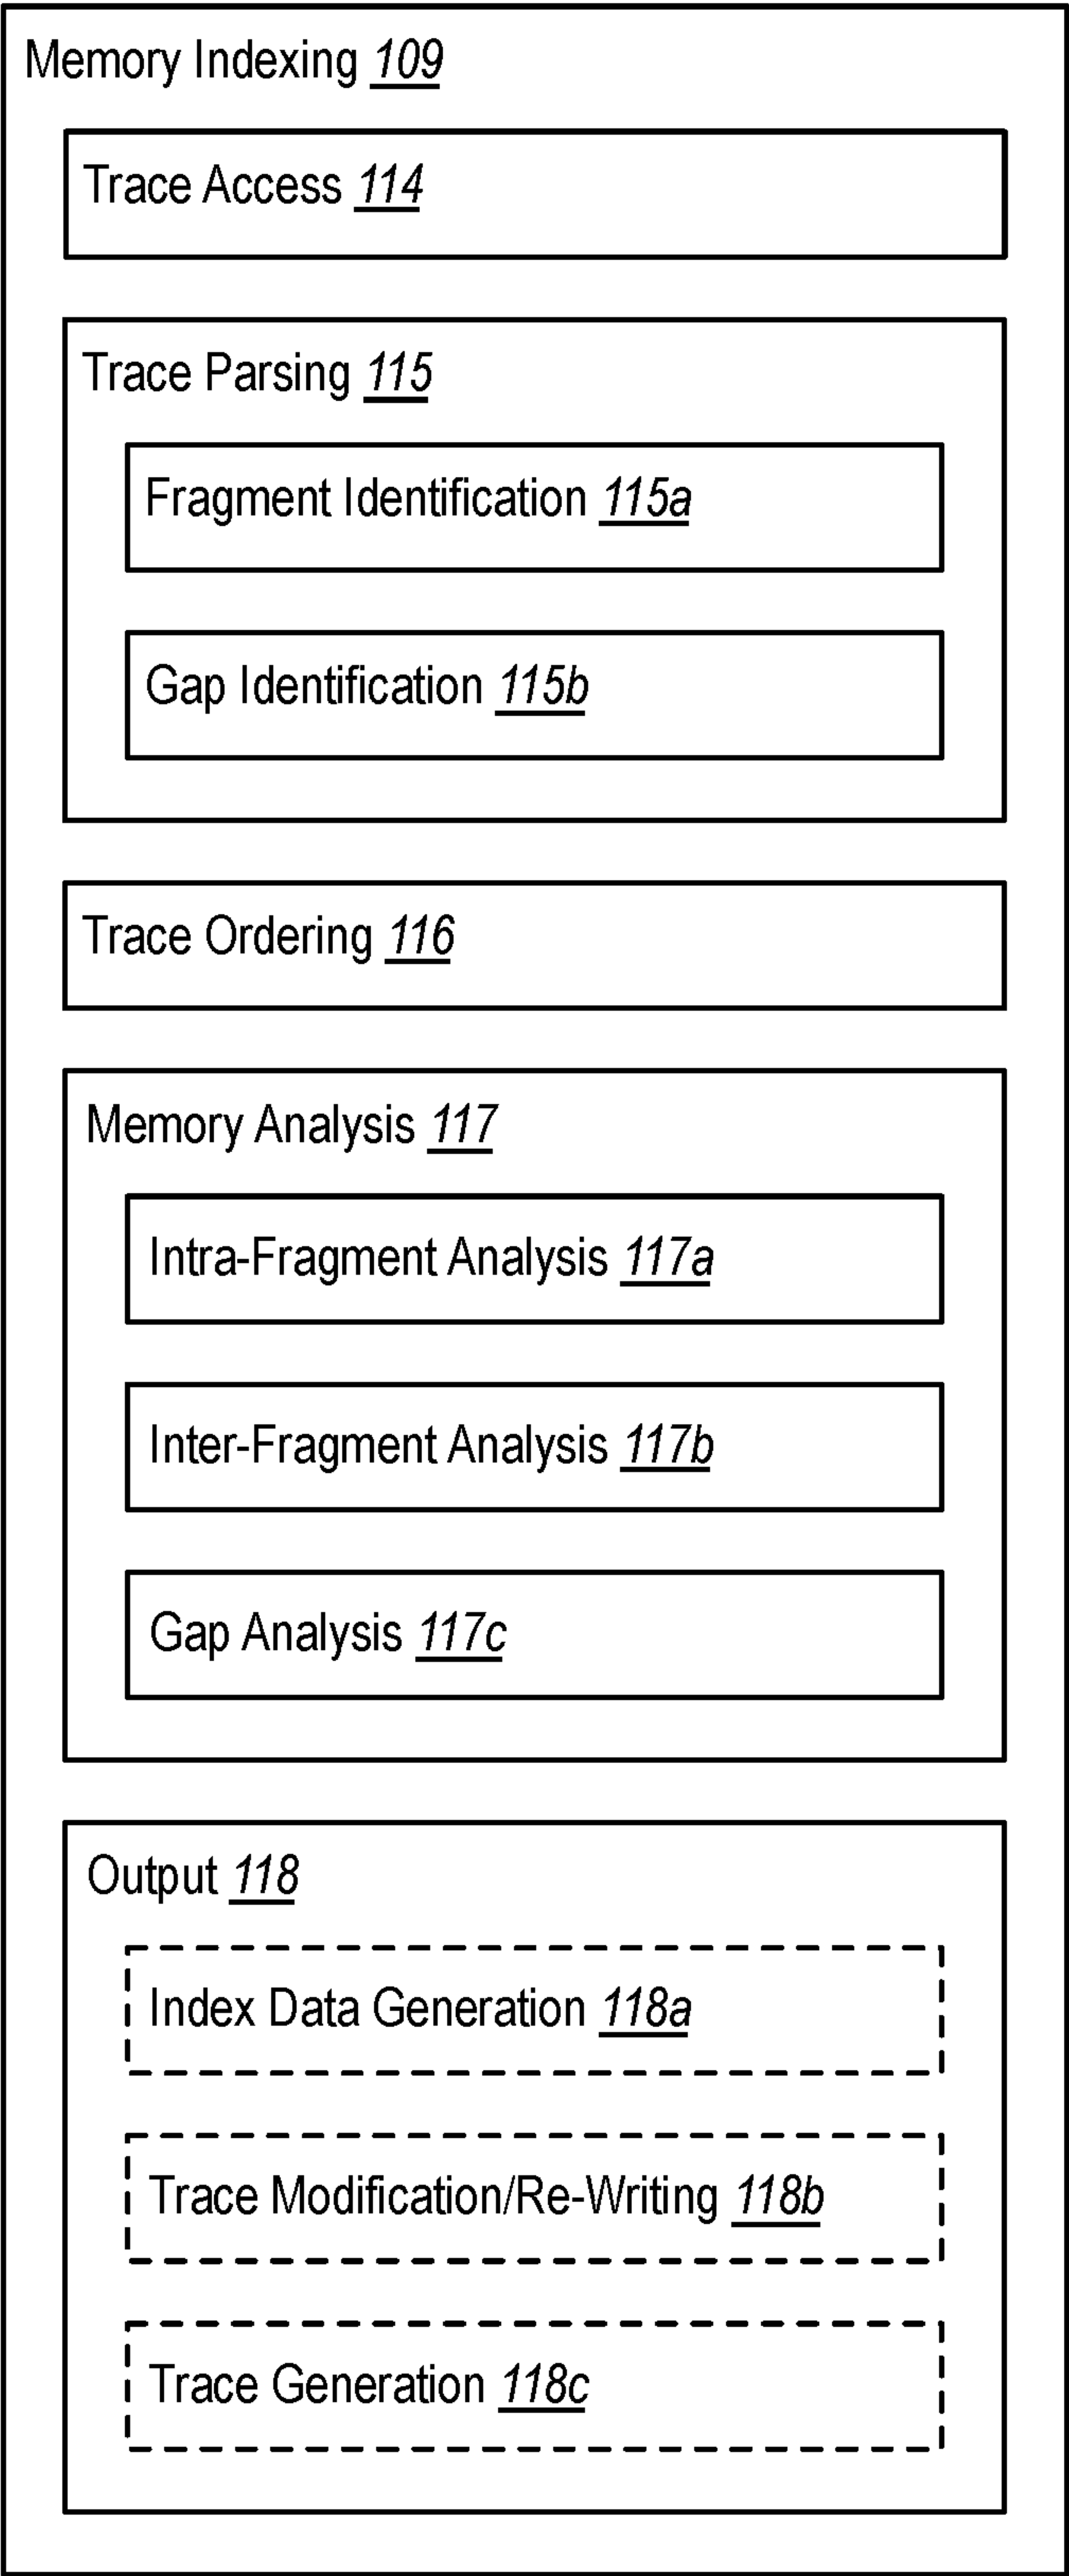 Memory Indexing 109
Trace Access 114
Trace Parsing 115
Fragment Identification 115a
Gap Identification 115b
Trace Ordering 116
Memory Analysis 117
Intra-Fragment Analysis 117a
Inter-Fragment Analysis 117b
Gap Analysis 117c
Output 118
Index Data Generation 118a
Trace Modification/Re-Writing 118b
Trace Generation 118c